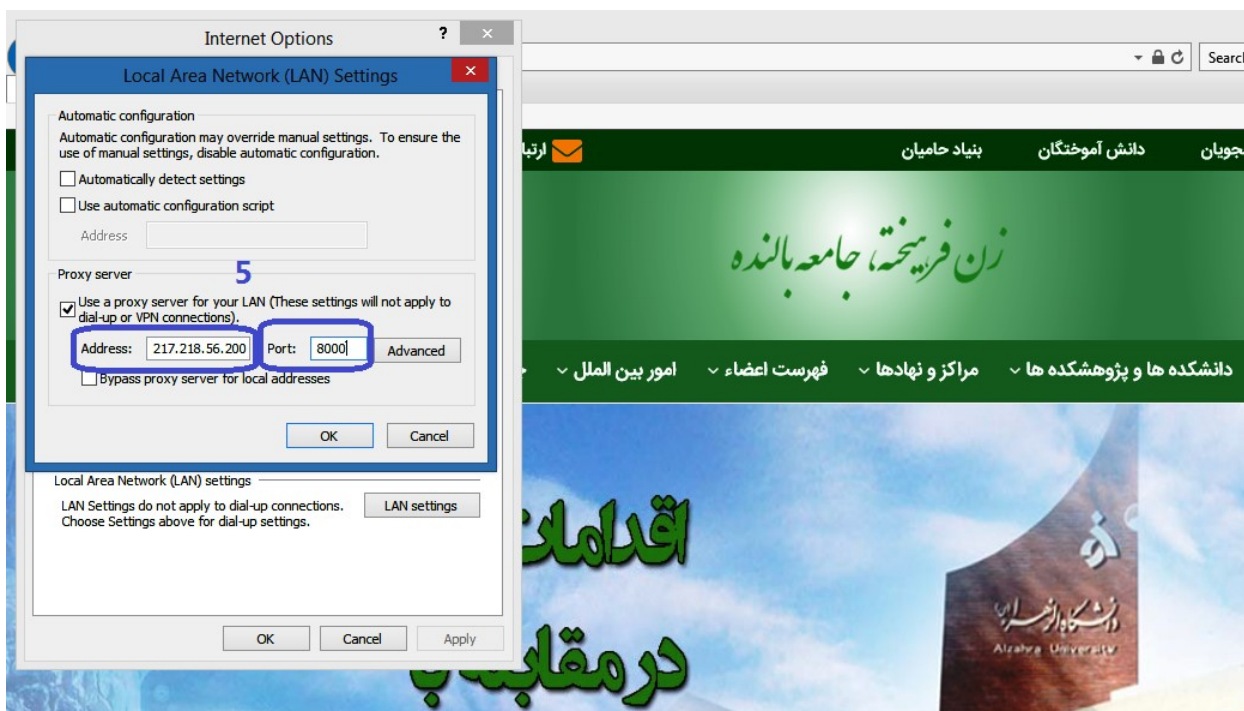 Internet Options
?
Local Area Network (LAN) Settings
Automatic configuration
Automatic configuration may override manual settings. To ensure the
use of manual settings, disable automatic configuration.
Automatically detect settings
Use automatic configuration script
Address
Proxy server
5
Use a proxy server for your LAN (These settings will not apply to
dial-up or VPN connections).
Address: 217.218.56.200 Port: 8000 Advanced
Bypass proxy server for local addresses
OK Cancel
Local Area Network (LAN) settings
LAN Settings do not apply to dial-up connections.
Choose Settings above for dial-up settings.
LAN settings
OK Cancel Apply
دانش آموختگان بنیاد حامیان
زن فرهیخته، جامعه بالنده
دانشکده ها و پژوهشکده ها مراکز و نهادها فهرست اعضاء امور بین الملل
دانشگاه الزهرا
Alzahra University
در